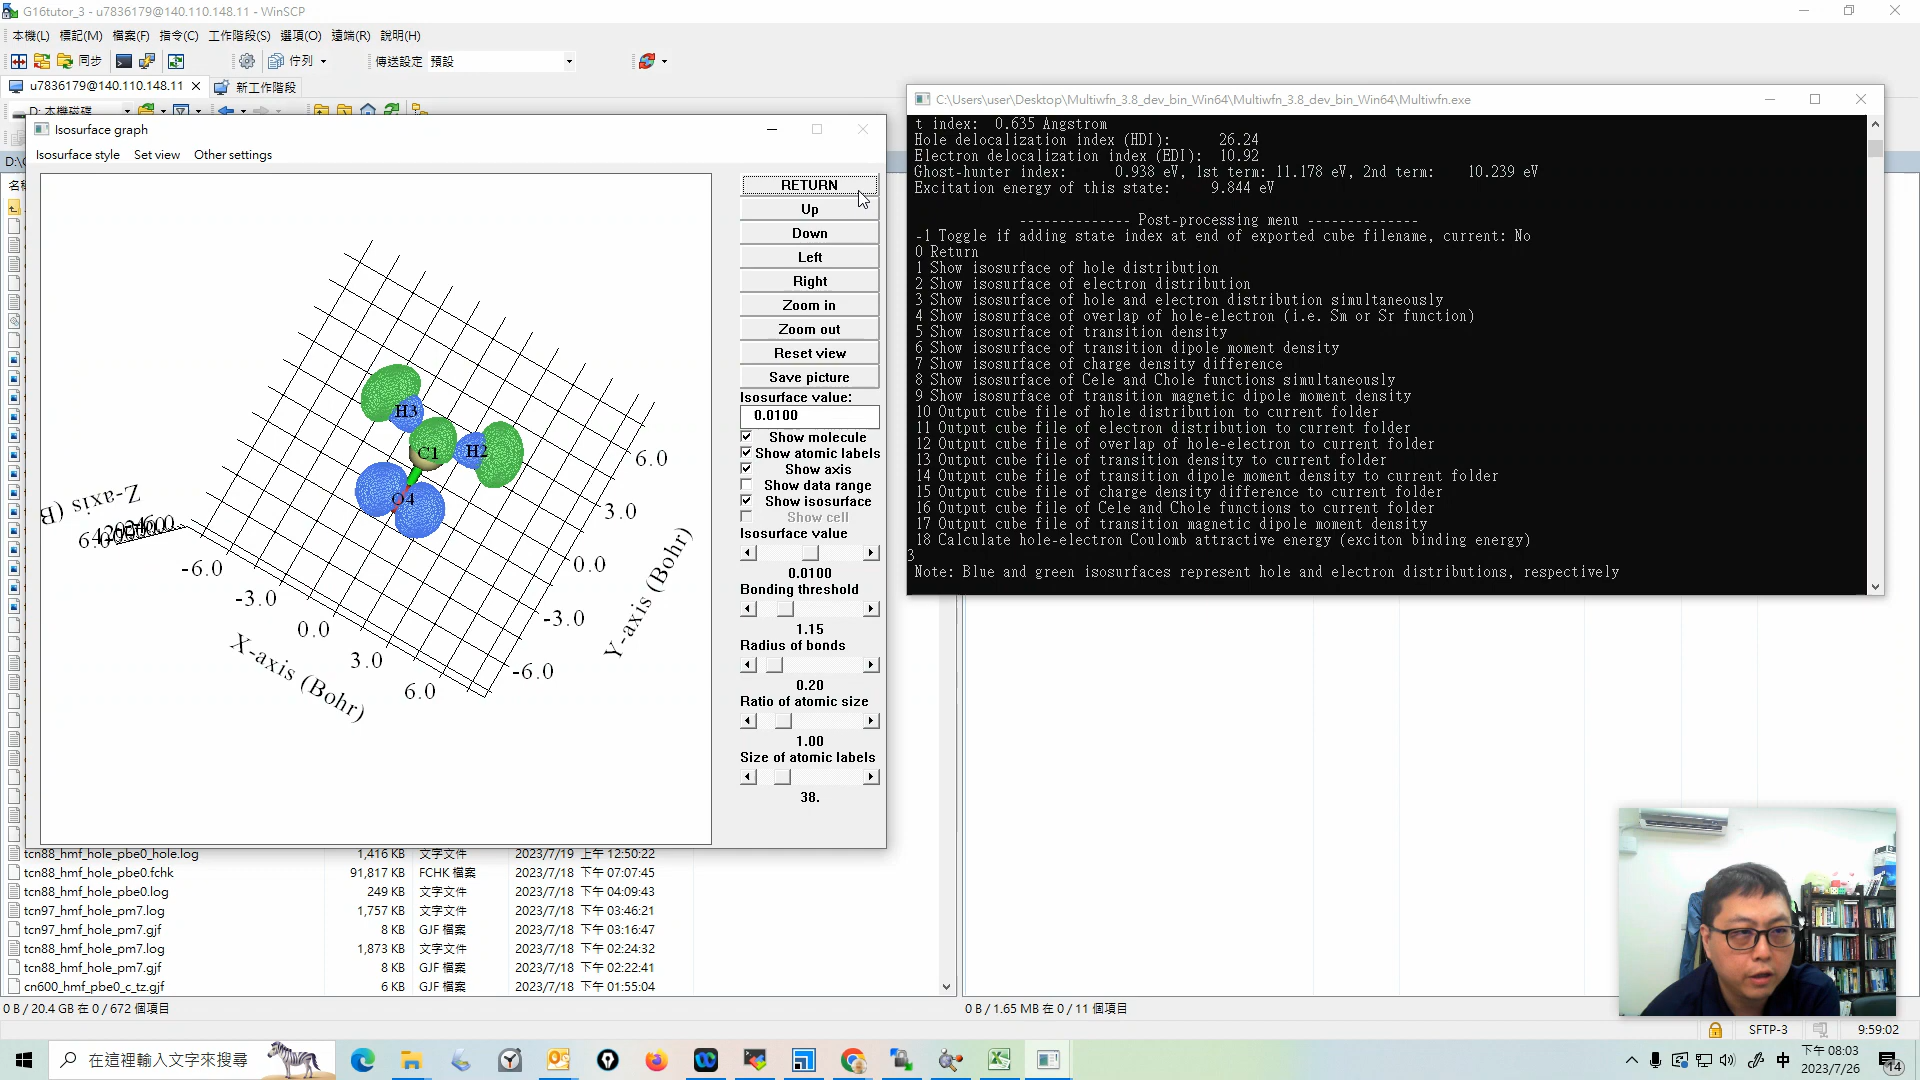 G16tutor_3 - u7836179@140.110.148.11 - WinSCP
本機(L) 標記(M) 檔案(F) 指令(C) 工作階段(S) 選項(O) 遠端(R) 說明(H)
同步 佇列 傳送設定 預設
u7836179@140.110.148.11 新工作階段
D: 本機磁碟
Isosurface graph
Isosurface style Set view Other settings
RETURN
Up
Down
Left
Right
Zoom in
Zoom out
Reset view
Save picture
Isosurface value:
0.0100
Show molecule
Show atomic labels
Show axis
Show data range
Show isosurface
Show cell
Isosurface value
0.0100
Bonding threshold
1.15
Radius of bonds
0.20
Ratio of atomic size
1.00
Size of atomic labels
38.
H3
C1
H2
O4
6.0
3.0
0.0
-3.0
-6.0
Y-axis (Bohr)
-6.0
-3.0
0.0
3.0
6.0
X-axis (Bohr)
Z-axis (B
C:\Users\user\Desktop\Multiwfn_3.8_dev_bin_Win64\Multiwfn_3.8_dev_bin_Win64\Multiwfn.exe
t index: 0.635 Angstrom
Hole delocalization index (HDI): 26.24
Electron delocalization index (EDI): 10.92
Ghost-hunter index: 0.938 eV, 1st term: 11.178 eV, 2nd term: 10.239 eV
Excitation energy of this state: 9.844 eV
-------------- Post-processing menu --------------
-1 Toggle if adding state index at end of exported cube filename, current: No
0 Return
1 Show isosurface of hole distribution
2 Show isosurface of electron distribution
3 Show isosurface of hole and electron distribution simultaneously
4 Show isosurface of overlap of hole-electron (i.e. Sm or Sr function)
5 Show isosurface of transition density
6 Show isosurface of transition dipole moment density
7 Show isosurface of charge density difference
8 Show isosurface of Cele and Chole functions simultaneously
9 Show isosurface of transition magnetic dipole moment density
10 Output cube file of hole distribution to current folder
11 Output cube file of electron distribution to current folder
12 Output cube file of overlap of hole-electron to current folder
13 Output cube file of transition density to current folder
14 Output cube file of transition dipole moment density to current folder
15 Output cube file of charge density difference to current folder
16 Output cube file of Cele and Chole functions to current folder
17 Output cube file of transition magnetic dipole moment density
18 Calculate hole-electron Coulomb attractive energy (exciton binding energy)
3
Note: Blue and green isosurfaces represent hole and electron distributions, respectively
tcn88_hmf_hole_pbe0_hole.log 1,416 KB 文字文件 2023/7/19 上午 12:50:22
tcn88_hmf_hole_pbe0.fchk 91,817 KB FCHK 檔案 2023/7/18 下午 07:07:45
tcn88_hmf_hole_pbe0.log 249 KB 文字文件 2023/7/18 下午 04:09:43
tcn97_hmf_hole_pm7.log 1,757 KB 文字文件 2023/7/18 下午 03:46:21
tcn97_hmf_hole_pm7.gjf 8 KB GJF 檔案 2023/7/18 下午 03:16:47
tcn88_hmf_hole_pm7.log 1,873 KB 文字文件 2023/7/18 下午 02:24:32
tcn88_hmf_hole_pm7.gjf 8 KB GJF 檔案 2023/7/18 下午 02:22:41
cn600_hmf_pbe0_c_tz.gjf 6 KB GJF 檔案 2023/7/18 下午 01:55:04
0 B / 20.4 GB 在 0 / 672 個項目
0 B / 1.65 MB 在 0 / 11 個項目
SFTP-3 9:59:02
在這裡輸入文字來搜尋
中
下午 08:03
2023/7/26
14